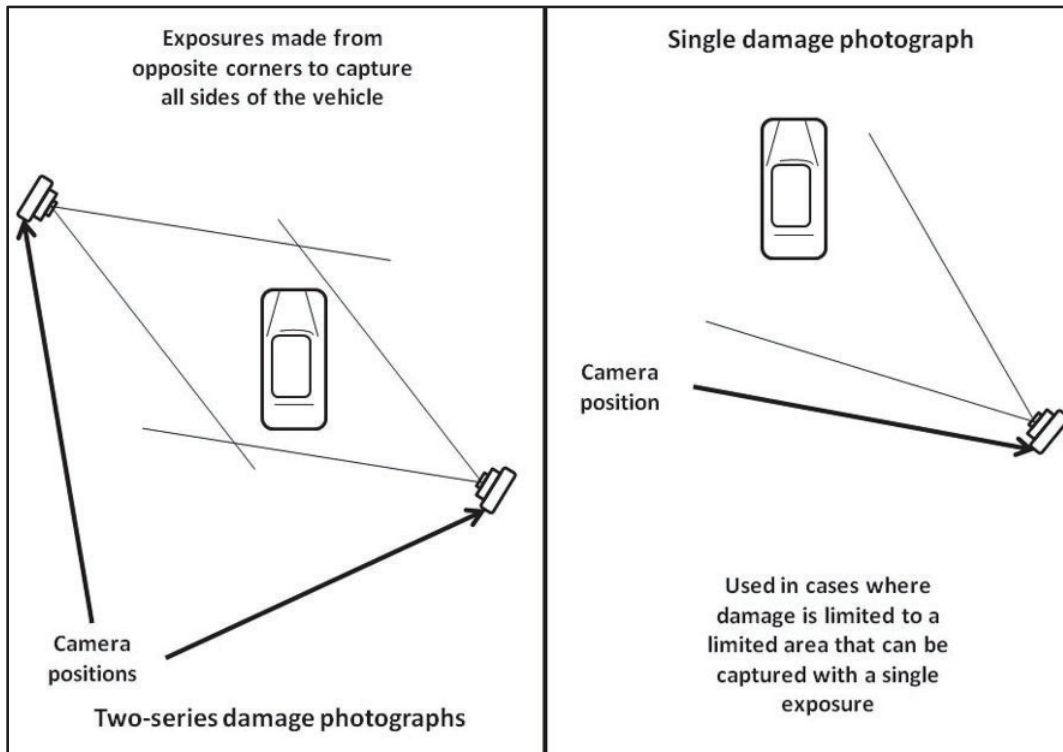 Exposures made from
opposite corners to capture
all sides of the vehicle
Camera
positions
Two-series damage photographs
Single damage photograph
Camera
position
Used in cases where
damage is limited to a
limited area that can be
captured with a single
exposure